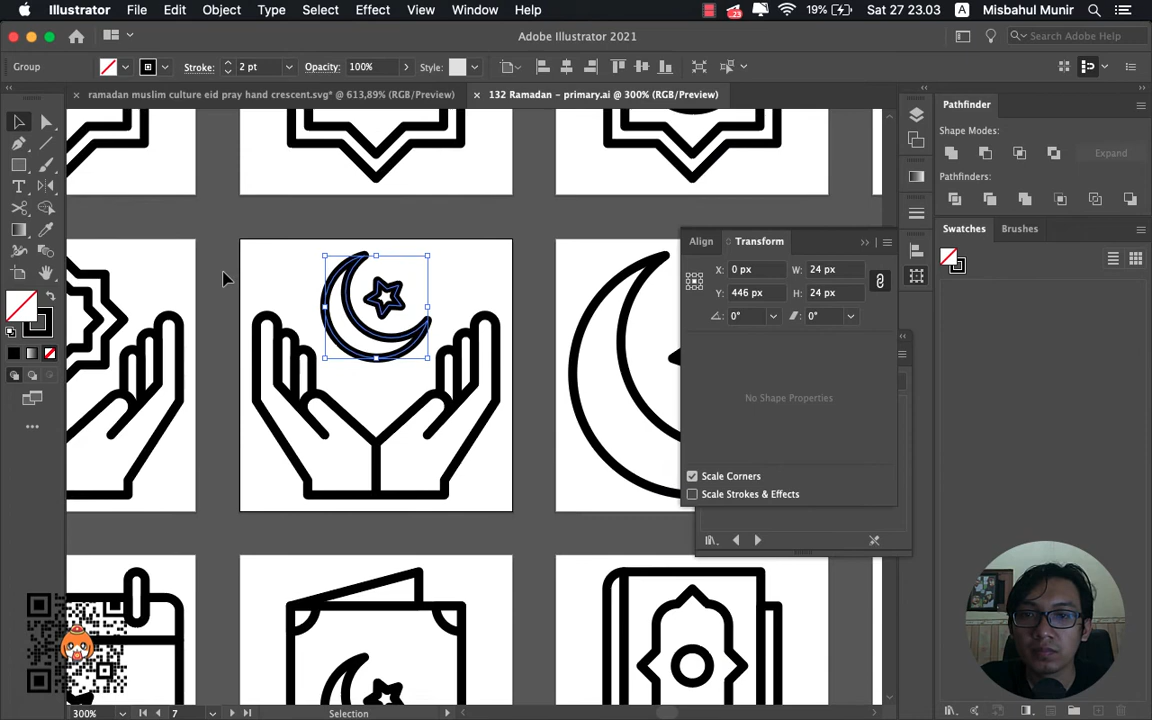 Illustrator File Edit Object Type Select Effect View Window Help
23 19% Sat 27 23.03 A Misbahul Munir
Adobe Illustrator 2021
Search Adobe Help
Group Stroke: 2 pt Opacity: 100% Style:
× ramadan muslim culture eid pray hand crescent.svg* @ 613,89% (RGB/Preview)
× 132 Ramadan – primary.ai @ 300% (RGB/Preview)
Pathfinder
Shape Modes:
Expand
Pathfinders:
Swatches Brushes
Align Transform
X: 0 px W: 24 px
Y: 446 px H: 24 px
0° 0°
No Shape Properties
Scale Corners
Scale Strokes & Effects
300% 7 Selection